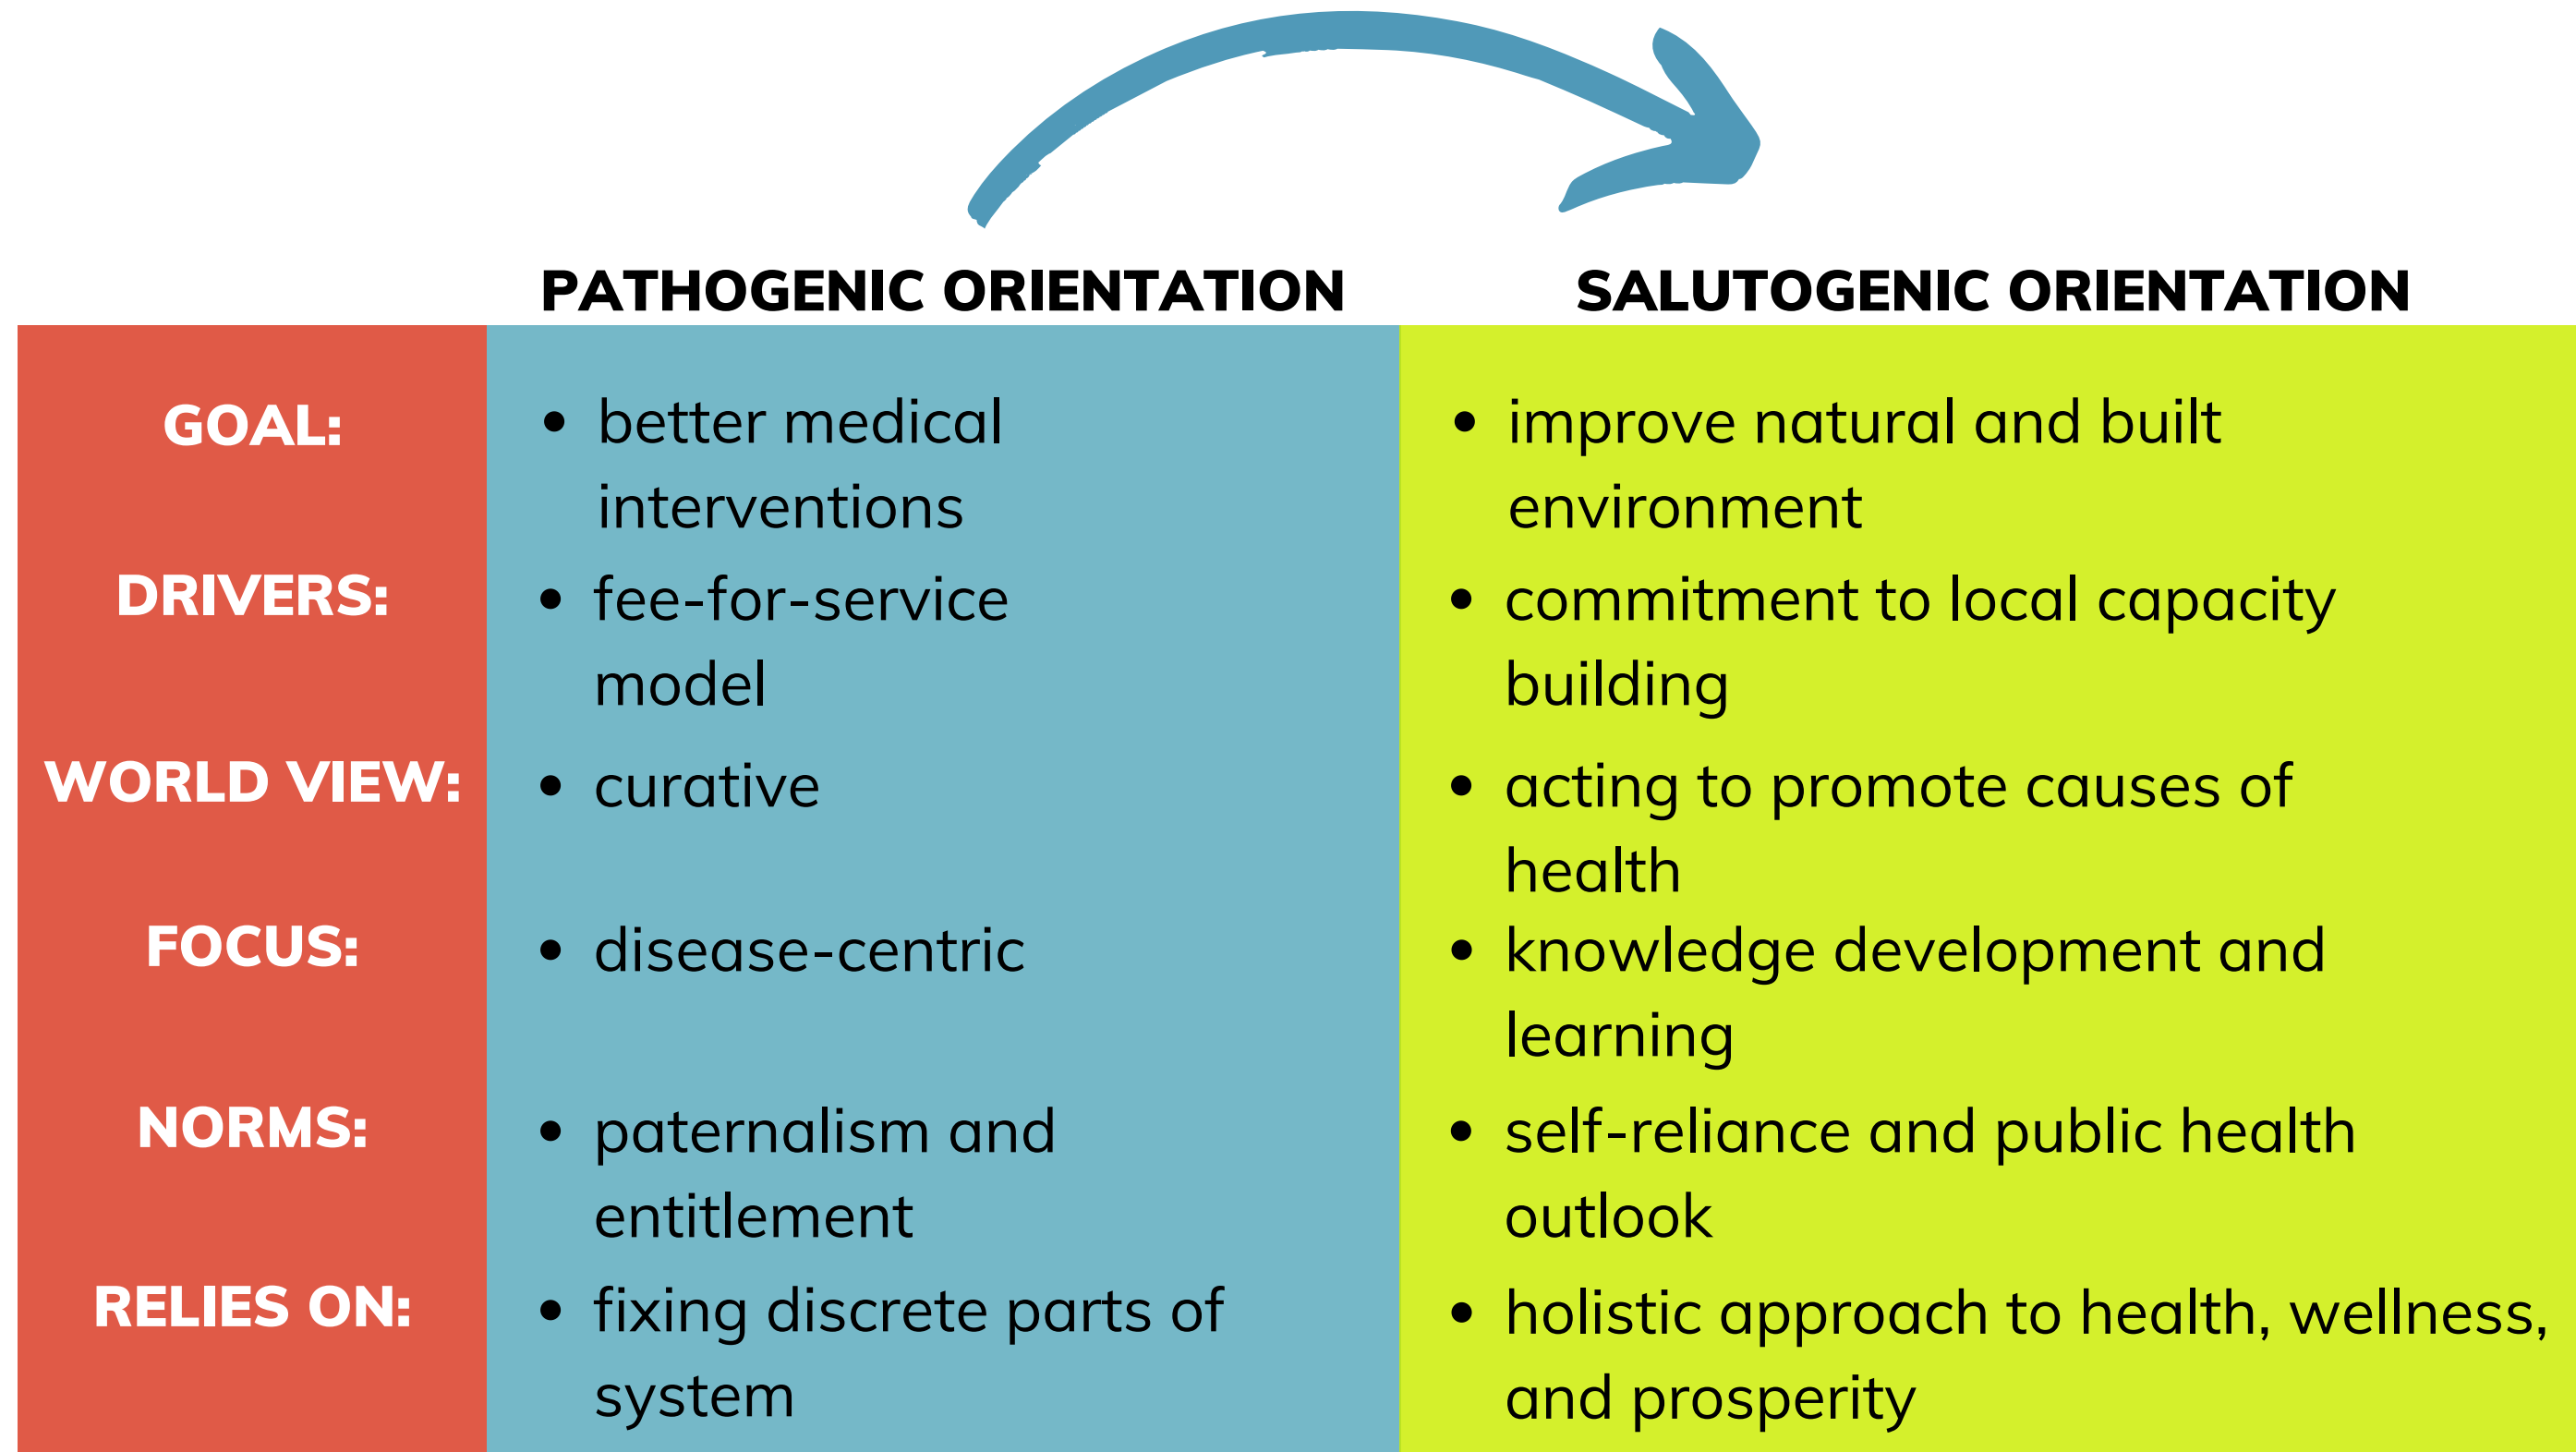 PATHOGENIC ORIENTATION SALUTOGENIC ORIENTATION
GOAL: • better medical • improve natural and built
interventions environment
DRIVERS: • fee-for-service • commitment to local capacity
model building
WORLD VIEW: • curative • acting to promote causes of
health
FOCUS: • disease-centric • knowledge development and
learning
NORMS: • paternalism and • self-reliance and public health
entitlement outlook
RELIES ON: • fixing discrete parts of • holistic approach to health, wellness,
system and prosperity